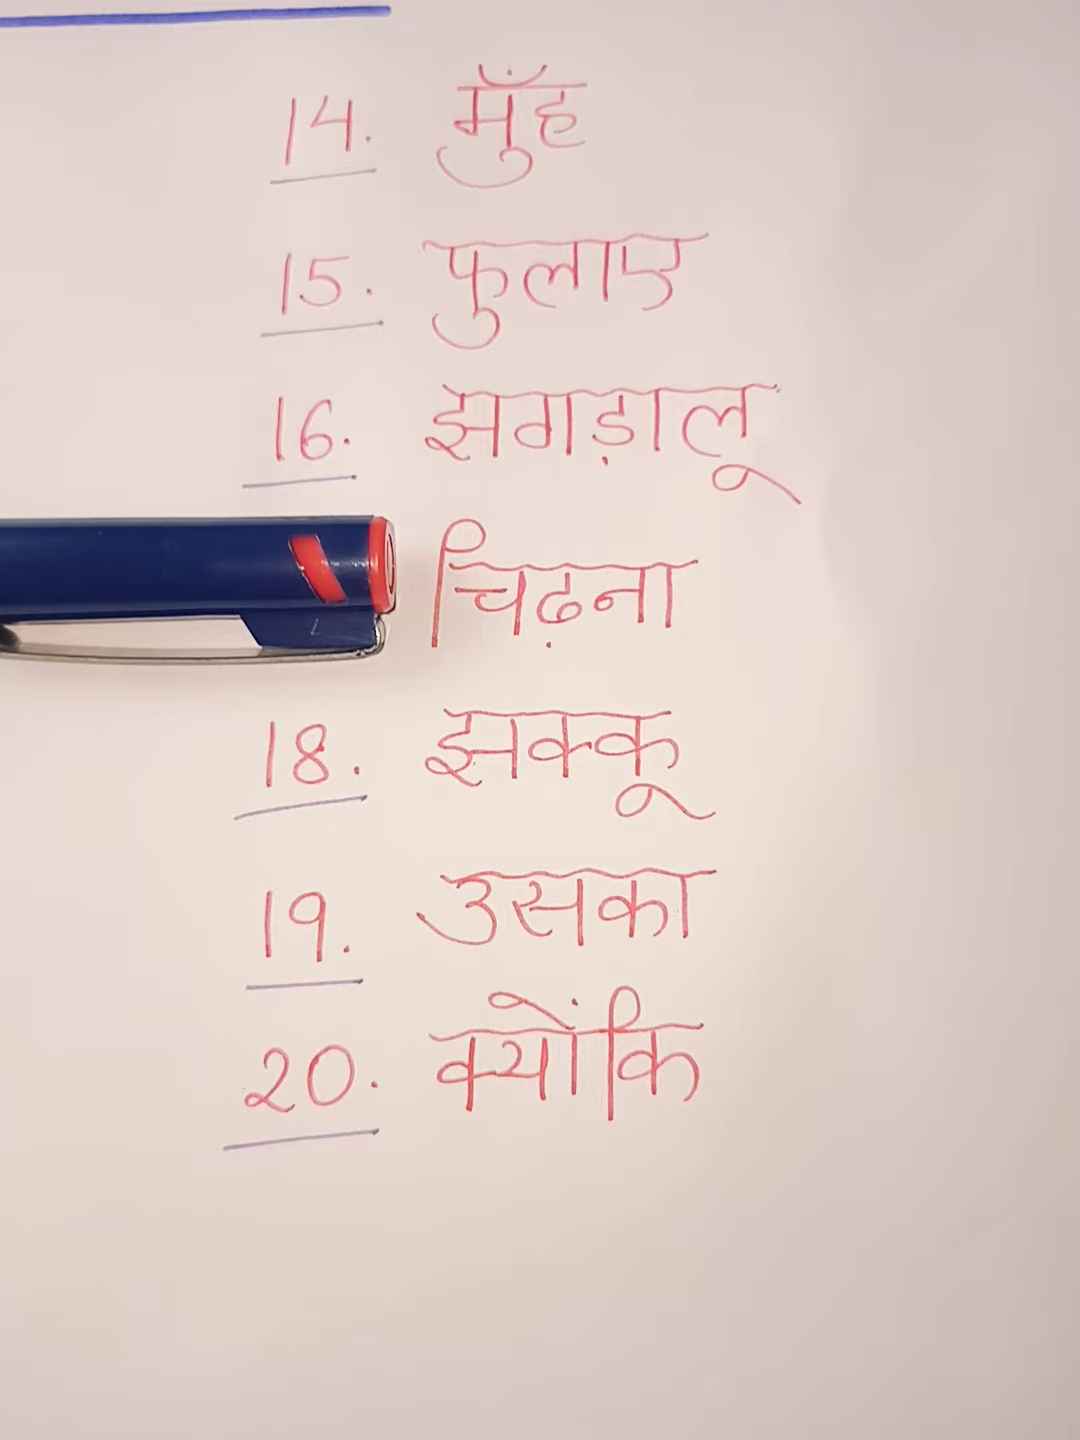 14. मुँह
15. फुलाए
16. झगड़ालू
चिढ़ना
18. झक्कू
19. उसका
20. क्योंकि